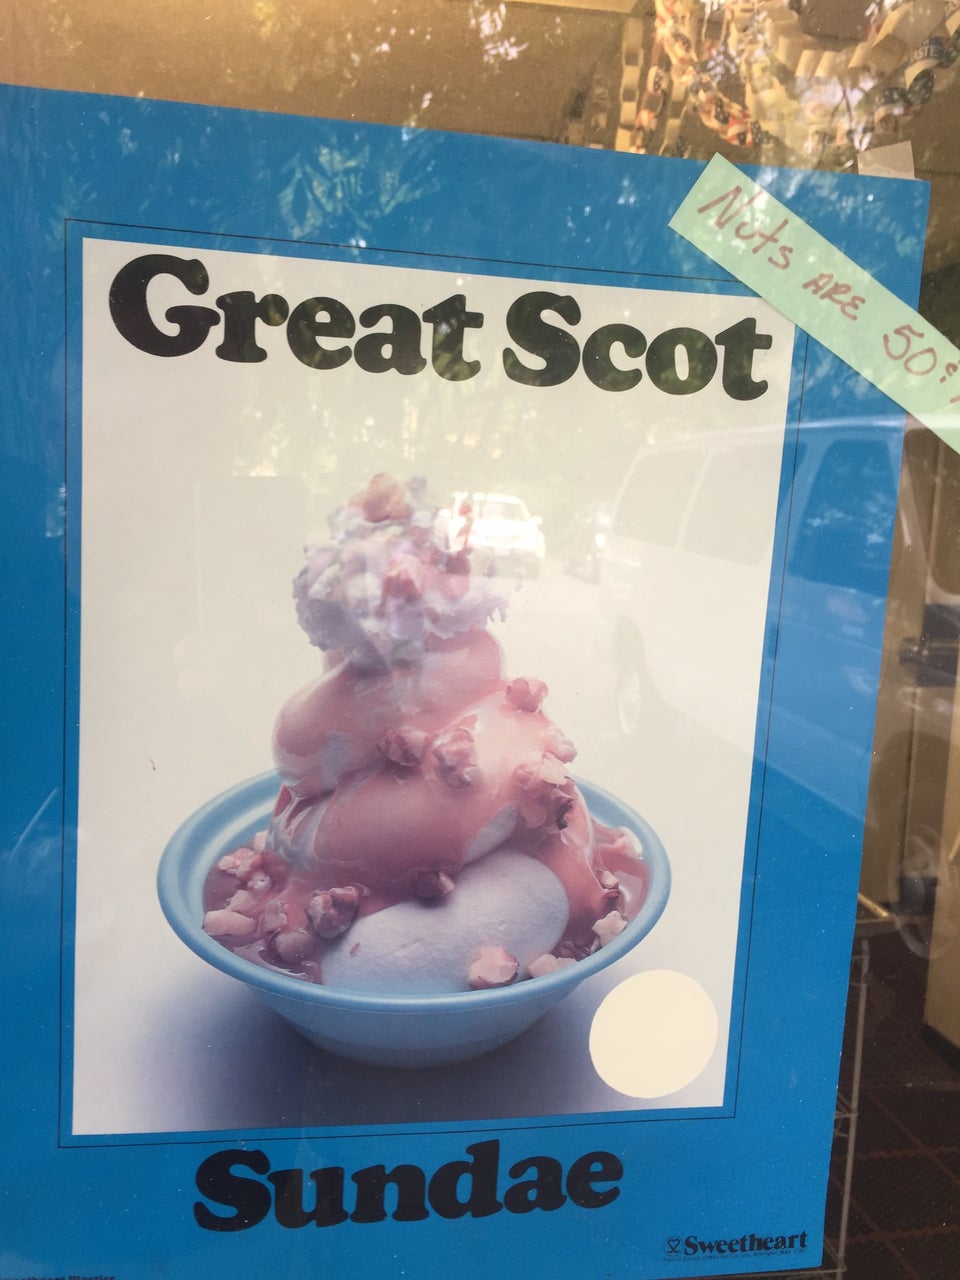 Nuts ARE 50¢
Great Scot
Sundae
Sweetheart